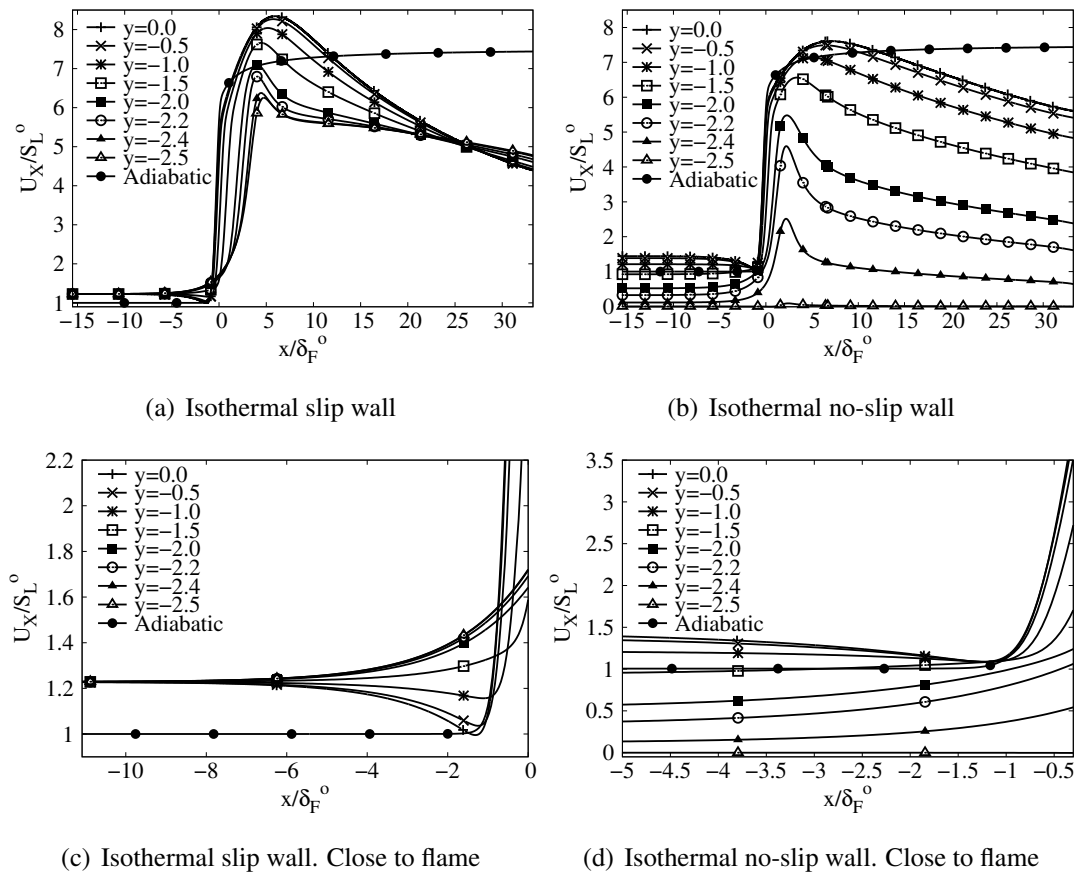 8
7
6
5
4
3
2
1
y=0.0
y=−0.5
y=−1.0
y=−1.5
y=−2.0
y=−2.2
y=−2.4
y=−2.5
Adiabatic
−15 −10 −5 0 5 10 15 20 25 30
U_X/S_L^o
x/δ_F^o
(a) Isothermal slip wall
8
7
6
5
4
3
2
1
0
y=0.0
y=−0.5
y=−1.0
y=−1.5
y=−2.0
y=−2.2
y=−2.4
y=−2.5
Adiabatic
−15 −10 −5 0 5 10 15 20 25 30
U_X/S_L^o
x/δ_F^o
(b) Isothermal no-slip wall
2.2
2
1.8
1.6
1.4
1.2
1
y=0.0
y=−0.5
y=−1.0
y=−1.5
y=−2.0
y=−2.2
y=−2.4
y=−2.5
Adiabatic
−10 −8 −6 −4 −2 0
U_X/S_L^o
x/δ_F^o
(c) Isothermal slip wall. Close to flame
3.5
3
2.5
2
1.5
1
0.5
0
y=0.0
y=−0.5
y=−1.0
y=−1.5
y=−2.0
y=−2.2
y=−2.4
y=−2.5
Adiabatic
−5 −4.5 −4 −3.5 −3 −2.5 −2 −1.5 −1 −0.5
U_X/S_L^o
x/δ_F^o
(d) Isothermal no-slip wall. Close to flame